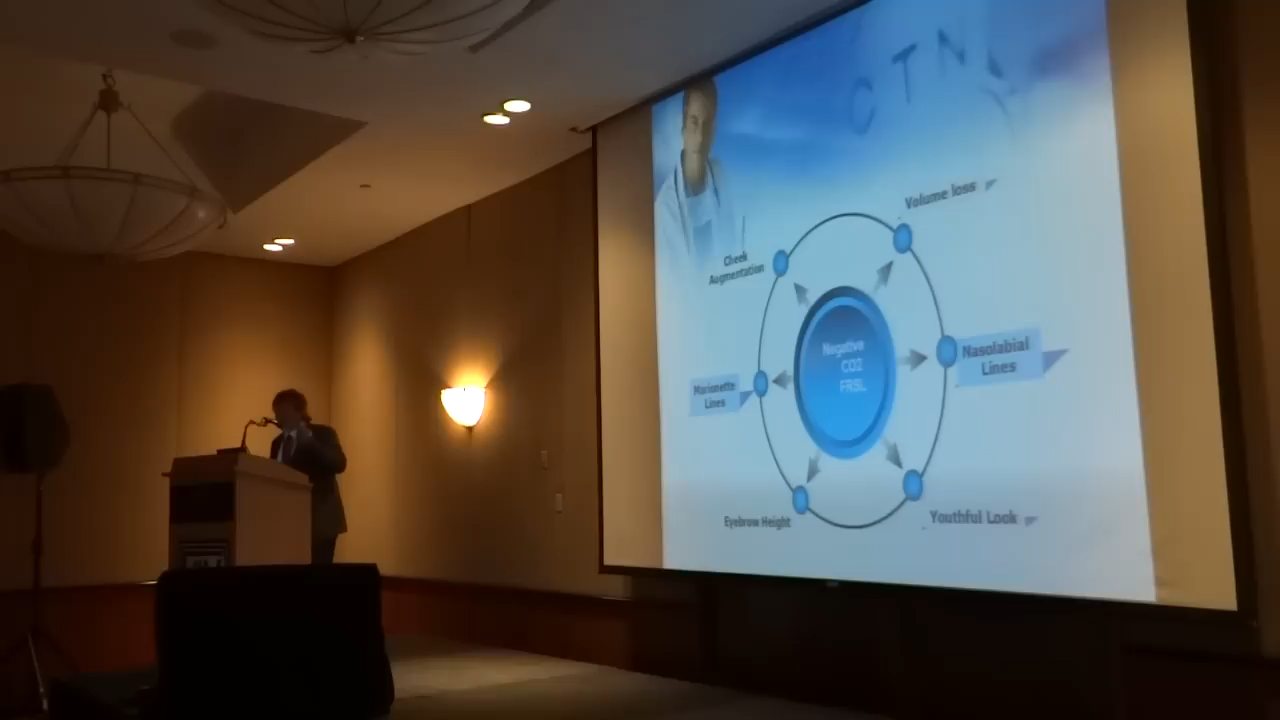 C T N
Volume loss
Cheek
Augmentation
Negative
CO2
FRSL
Nasolabial
Lines
Marionette
Lines
Eyebrow Height
Youthful Look